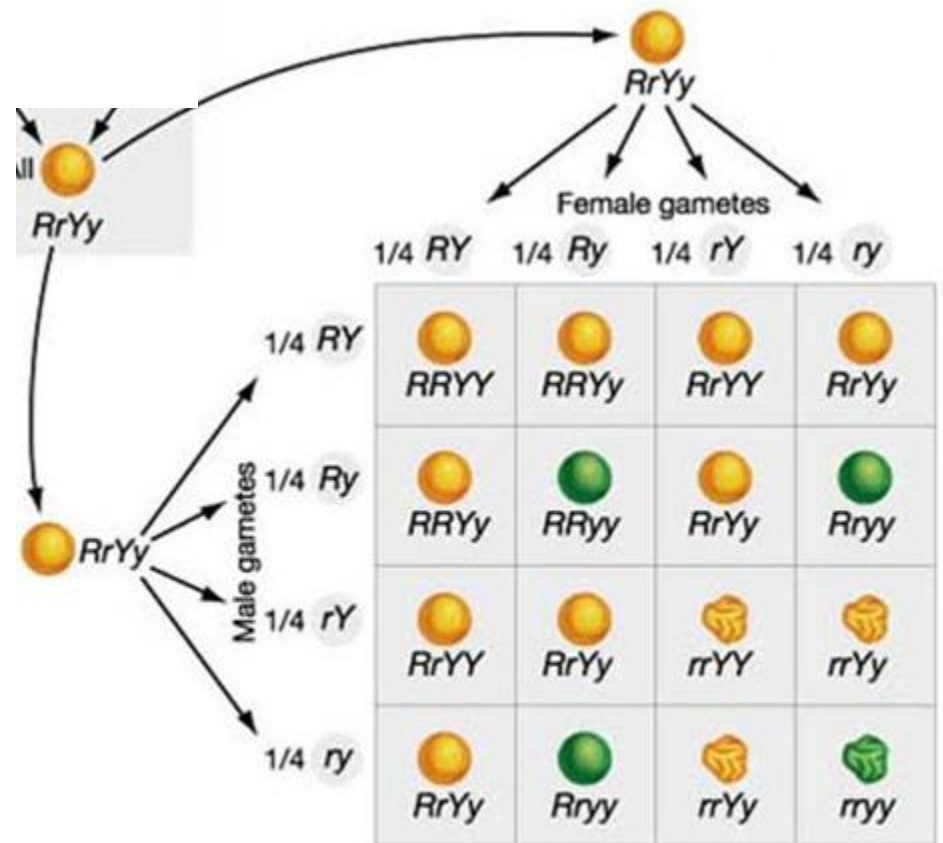 RrYy
All
RrYy
Female gametes
1/4 RY 1/4 Ry 1/4 rY 1/4 ry
1/4 RY
RRYY RRYy RrYY RrYy
1/4 Ry
RRYy RRyy RrYy Rryy
RrYy
Male gametes
1/4 rY
RrYY RrYy rrYY rrYy
1/4 ry
RrYy Rryy rrYy rryy